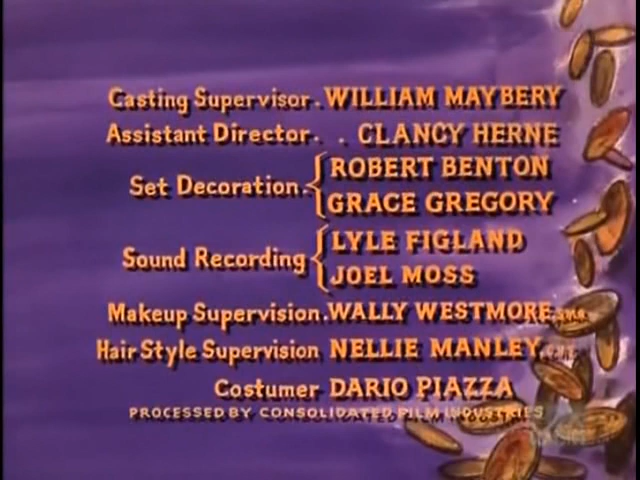 Casting Supervisor. WILLIAM MAYBERY
Assistant Director. . CLANCY HERNE
Set Decoration. ROBERT BENTON
GRACE GREGORY
Sound Recording LYLE FIGLAND
JOEL MOSS
Makeup Supervision. WALLY WESTMORE
Hair Style Supervision NELLIE MANLEY
Costumer DARIO PIAZZA
PROCESSED BY CONSOLIDATED FILM INDUSTRIES